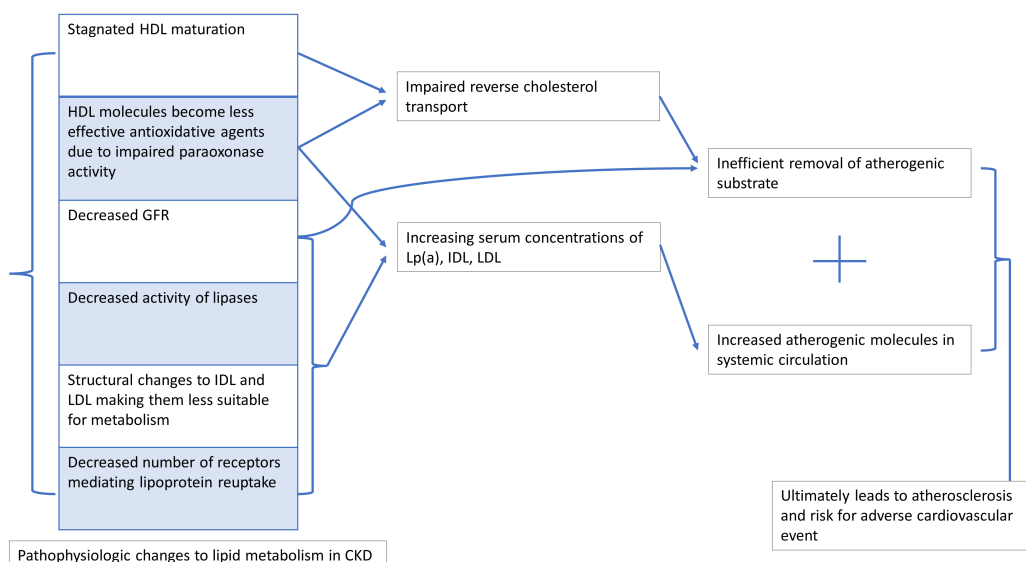 Stagnated HDL maturation
HDL molecules become less
effective antioxidative agents
due to impaired paraoxonase
activity
Decreased GFR
Decreased activity of lipases
Structural changes to IDL and
LDL making them less suitable
for metabolism
Decreased number of receptors
mediating lipoprotein reuptake
Pathophysiologic changes to lipid metabolism in CKD
Impaired reverse cholesterol
transport
Increasing serum concentrations of
Lp(a), IDL, LDL
Inefficient removal of atherogenic
substrate
Increased atherogenic molecules in
systemic circulation
Ultimately leads to atherosclerosis
and risk for adverse cardiovascular
event